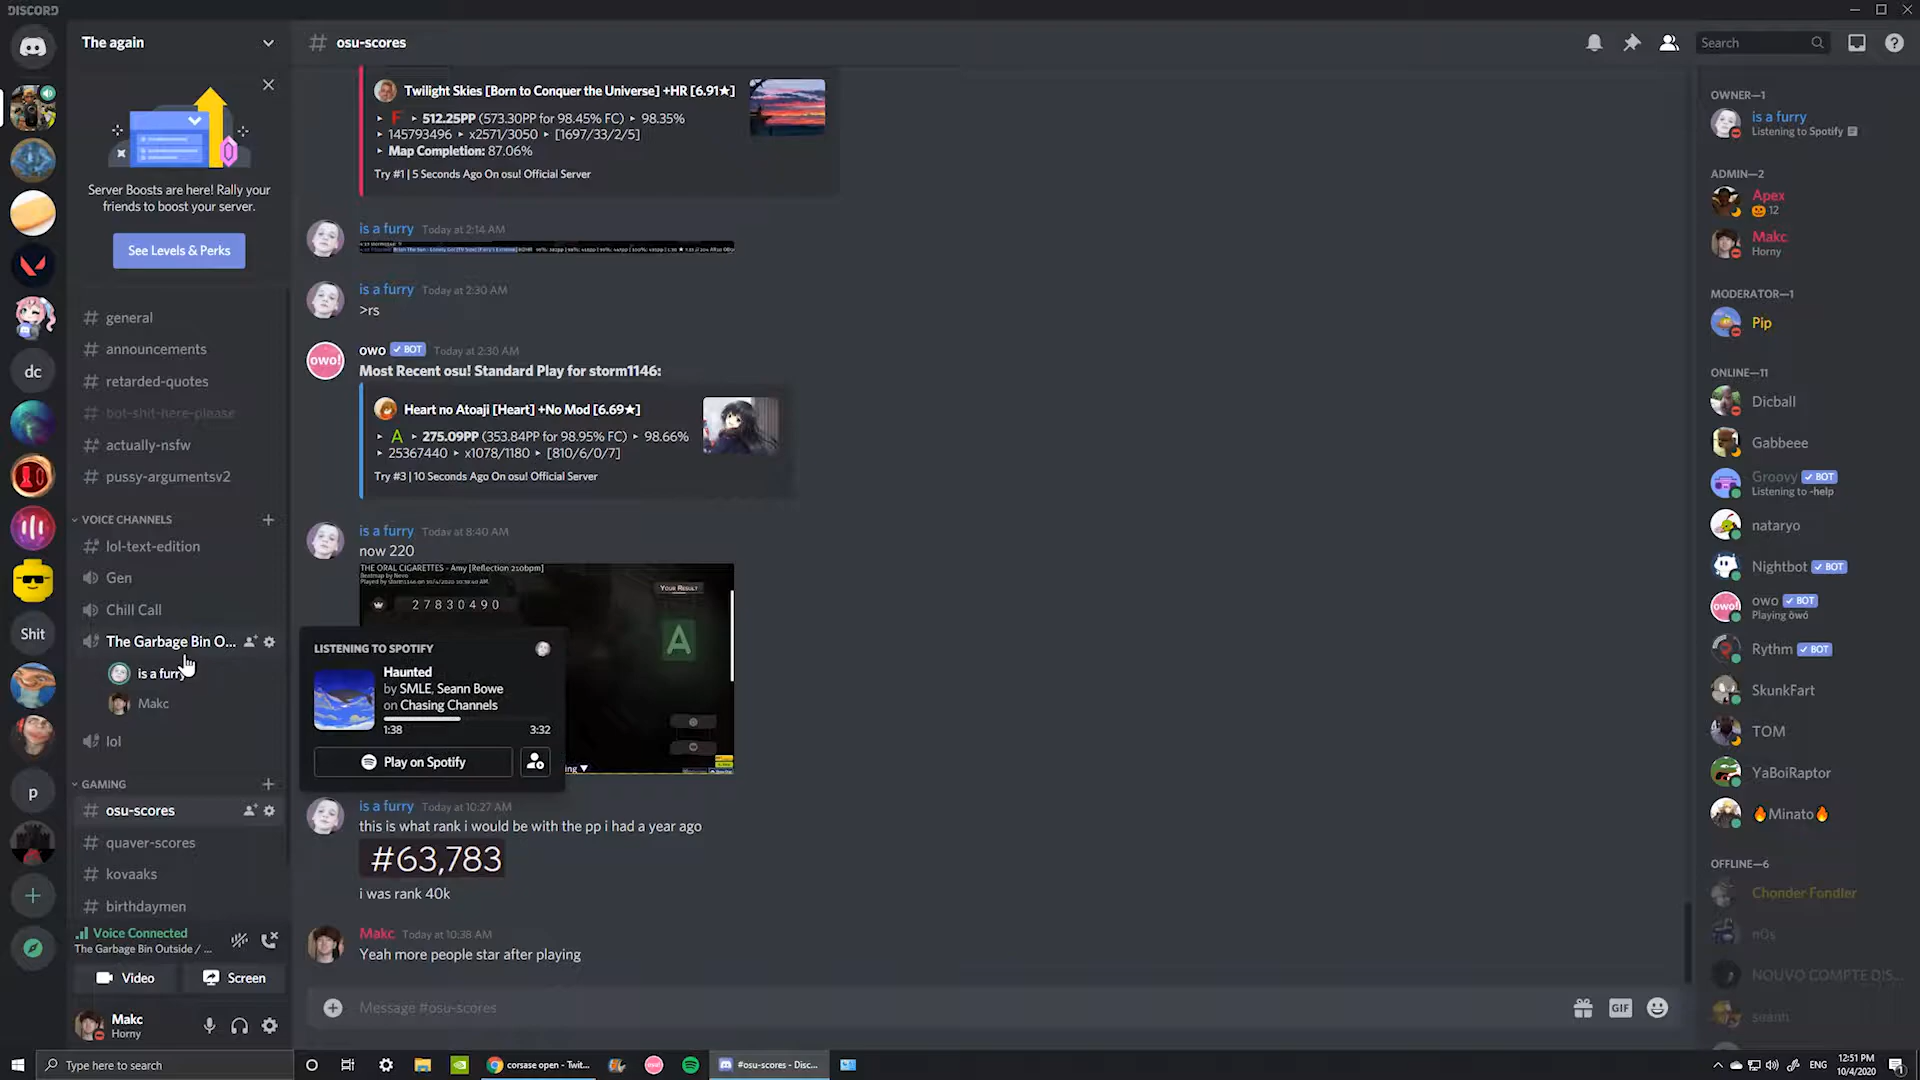 DISCORD
The again
Server Boosts are here! Rally your
friends to boost your server.
See Levels & Perks
general
announcements
retarded-quotes
bot-shit-here-please
actually-nsfw
pussy-argumentsv2
VOICE CHANNELS
lol-text-edition
Gen
Chill Call
The Garbage Bin O...
is a furry
Makc
lol
GAMING
osu-scores
quaver-scores
kovaaks
birthdaymen
Voice Connected
The Garbage Bin Outside / ...
Video
Screen
Makc
Horny
dc
Shit
p
# osu-scores
Search
Twilight Skies [Born to Conquer the Universe] +HR [6.91★]
▸ F ▸ 512.25PP (573.30PP for 98.45% FC) ▸ 98.35%
▸ 145793496 ▸ x2571/3050 ▸ [1697/33/2/5]
▸ Map Completion: 87.06%
Try #1 | 5 Seconds Ago On osu! Official Server
is a furry Today at 2:14 AM
is a furry Today at 2:30 AM
>rs
owo! owo ✓ BOT Today at 2:30 AM
Most Recent osu! Standard Play for storm1146:
Heart no Atoaji [Heart] +No Mod [6.69★]
▸ A ▸ 275.09PP (353.84PP for 98.95% FC) ▸ 98.66%
▸ 25367440 ▸ x1078/1180 ▸ [810/6/0/7]
Try #3 | 10 Seconds Ago On osu! Official Server
is a furry Today at 8:40 AM
now 220
THE ORAL CIGARETTES - Amy [Reflection 210bpm]
Beatmap by Nevo
YOUR RESULT
27830490
A
LISTENING TO SPOTIFY
Haunted
by SMLE, Seann Bowe
on Chasing Channels
1:38 3:32
Play on Spotify
is a furry Today at 10:27 AM
this is what rank i would be with the pp i had a year ago
#63,783
i was rank 40k
Makc Today at 10:38 AM
Yeah more people star after playing
Message #osu-scores
GIF
OWNER—1
is a furry
Listening to Spotify
ADMIN—2
Apex
12
Makc
Horny
MODERATOR—1
Pip
ONLINE—11
Dicball
Gabbeee
Groovy ✓ BOT
Listening to -help
nataryo
Nightbot ✓ BOT
owo! owo ✓ BOT
Playing öwö
Rythm ✓ BOT
SkunkFart
TOM
YaBoiRaptor
🔥Minato🔥
OFFLINE—6
Chonder Fondler
n0s
NOUVO COMPTE DIS...
Type here to search
corsase open - Twit...
#osu-scores - Disc...
ENG
12:51 PM
10/4/2020